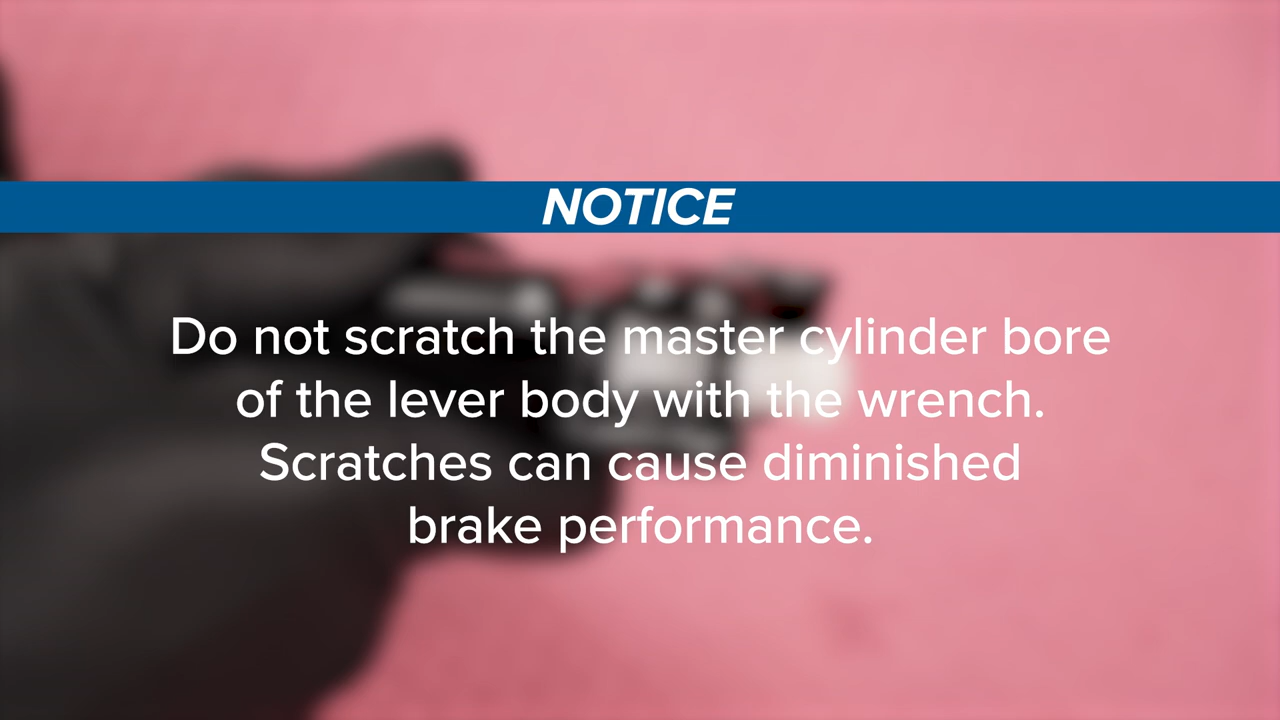 NOTICE
Do not scratch the master cylinder bore
of the lever body with the wrench.
Scratches can cause diminished
brake performance.